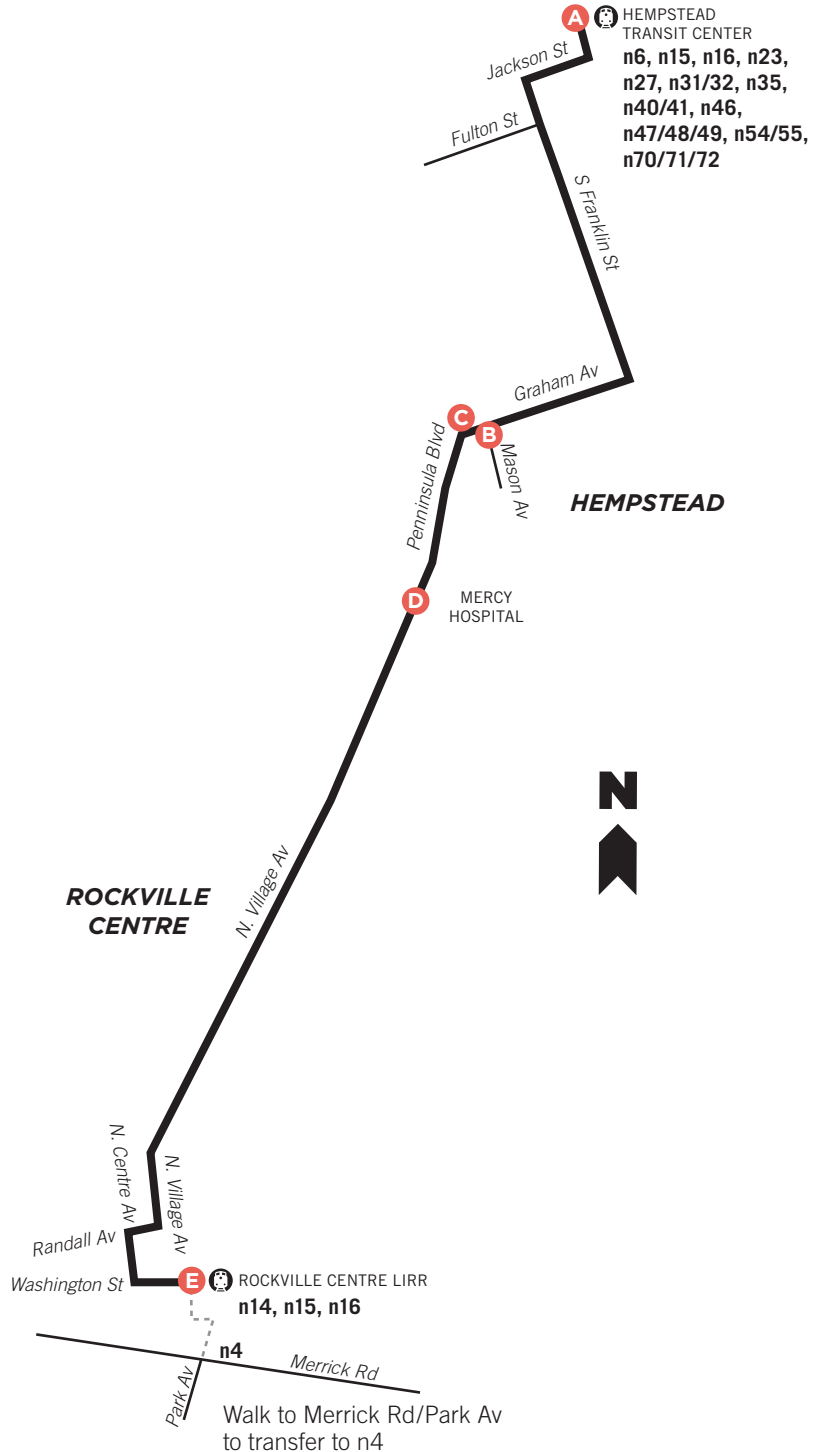 A
HEMPSTEAD
TRANSIT CENTER
n6, n15, n16, n23,
n27, n31/32, n35,
n40/41, n46,
n47/48/49, n54/55,
n70/71/72
Jackson St
Fulton St
S Franklin St
Graham Av
C
B
Mason Av
Penninsula Blvd
HEMPSTEAD
D
MERCY
HOSPITAL
N
N. Village Av
ROCKVILLE
CENTRE
N. Centre Av
N. Village Av
Randall Av
Washington St
E
ROCKVILLE CENTRE LIRR
n14, n15, n16
n4
Merrick Rd
Park Av
Walk to Merrick Rd/Park Av
to transfer to n4